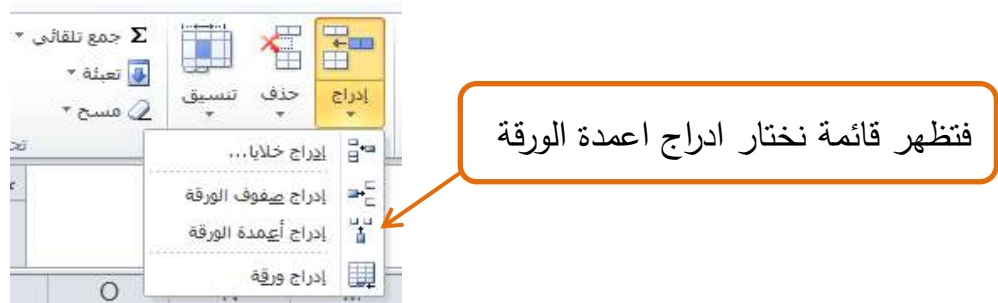 Σ جمع تلقائي
تعبئة
مسح
تنسيق
حذف
إدراج
إدراج خلايا...
إدراج صفوف الورقة
إدراج أعمدة الورقة
إدراج ورقة
O
فتظهر قائمة نختار ادراج اعمدة الورقة